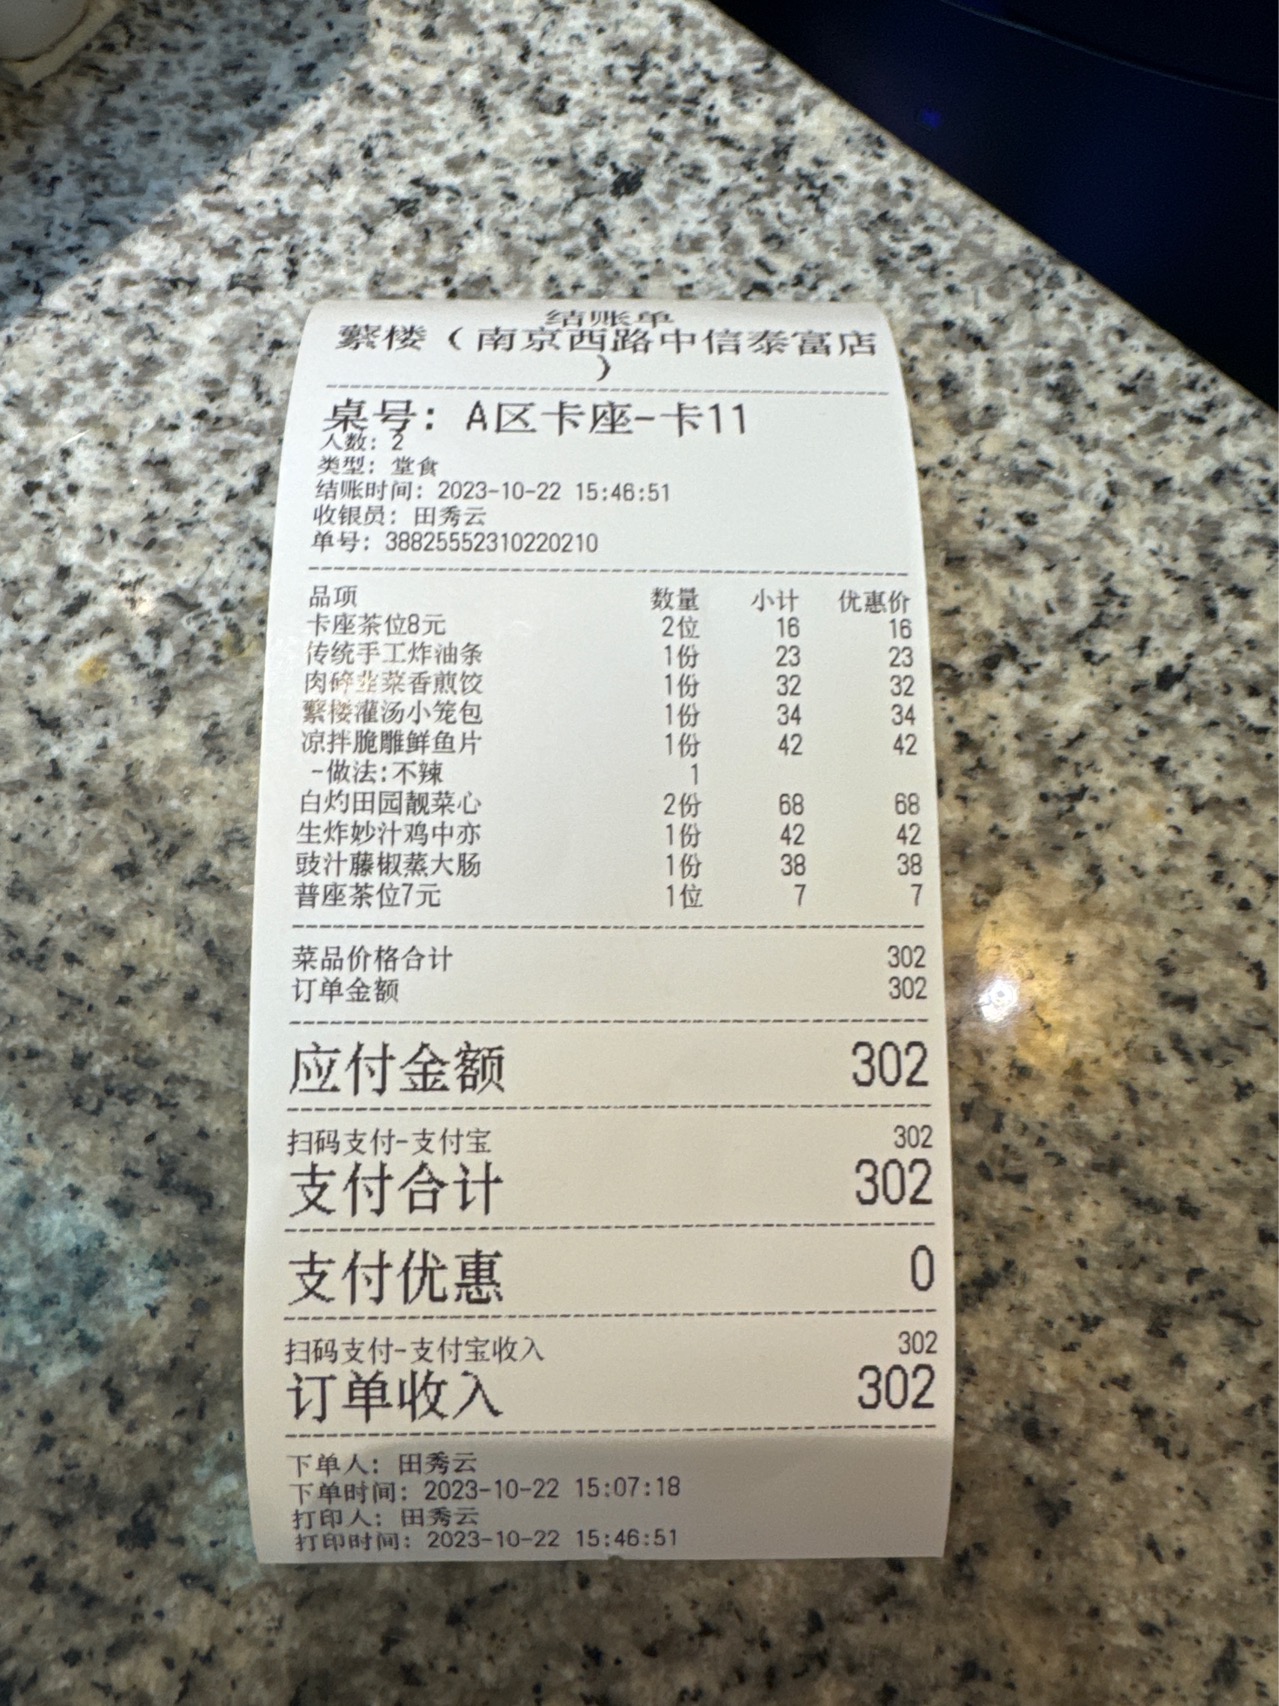 结账单
蘩楼（南京西路中信泰富店
）
桌号：A区卡座-卡11
人数：2
类型：堂食
结账时间：2023-10-22 15:46:51
收银员：田秀云
单号：38825552310220210
品项 数量 小计 优惠价
卡座茶位8元 2位 16 16
传统手工炸油条 1份 23 23
肉碎韭菜香煎饺 1份 32 32
蘩楼灌汤小笼包 1份 34 34
凉拌脆雕鲜鱼片 1份 42 42
-做法:不辣 1
白灼田园靓菜心 2份 68 68
生炸妙汁鸡中亦 1份 42 42
豉汁藤椒蒸大肠 1份 38 38
普座茶位7元 1位 7 7
菜品价格合计 302
订单金额 302
应付金额 302
扫码支付-支付宝 302
支付合计 302
支付优惠 0
扫码支付-支付宝收入 302
订单收入 302
下单人：田秀云
下单时间：2023-10-22 15:07:18
打印人：田秀云
打印时间：2023-10-22 15:46:51